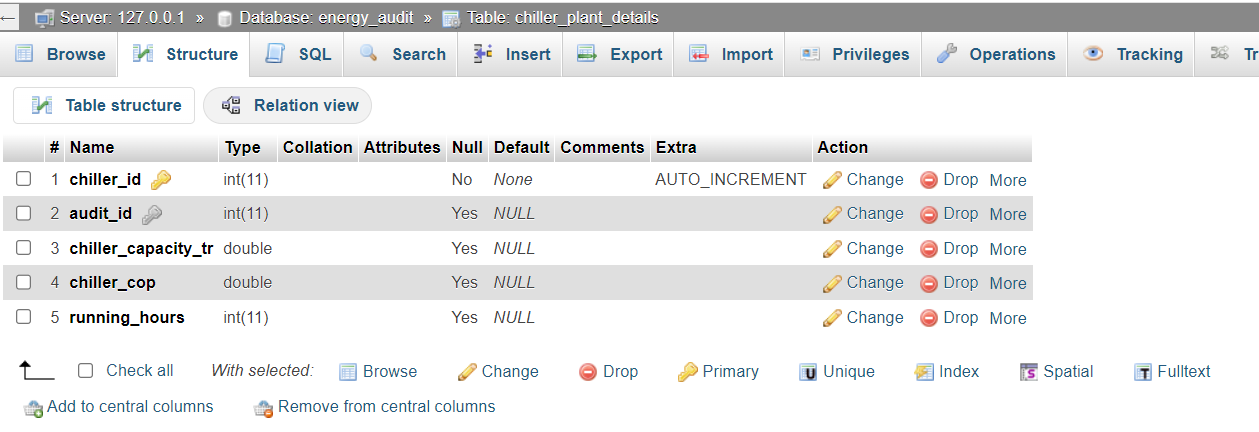 Server: 127.0.0.1 » Database: energy_audit » Table: chiller_plant_details
Browse Structure SQL Search Insert Export Import Privileges Operations Tracking Tr
Table structure Relation view
# Name Type Collation Attributes Null Default Comments Extra Action
1 chiller_id int(11) No None AUTO_INCREMENT Change Drop More
2 audit_id int(11) Yes NULL Change Drop More
3 chiller_capacity_tr double Yes NULL Change Drop More
4 chiller_cop double Yes NULL Change Drop More
5 running_hours int(11) Yes NULL Change Drop More
Check all With selected: Browse Change Drop Primary Unique Index Spatial Fulltext
Add to central columns Remove from central columns